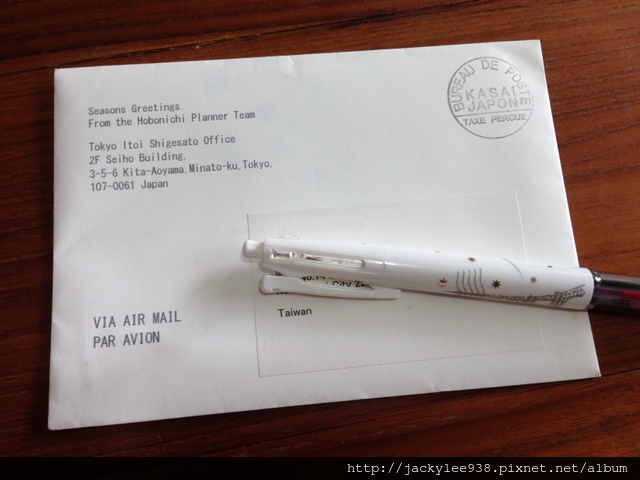 Seasons Greetings
From the Hobonichi Planner Team
Tokyo Itoi Shigesato Office
2F Seiho Building,
3-5-6 Kita-Aoyama,Minato-ku,Tokyo,
107-0061 Japan
BUREAU DE POSTE
KASAI
JAPON
TAXE PERCUE
City
Taiwan
VIA AIR MAIL
PAR AVION
http://jackylee938.pixnet.net/album